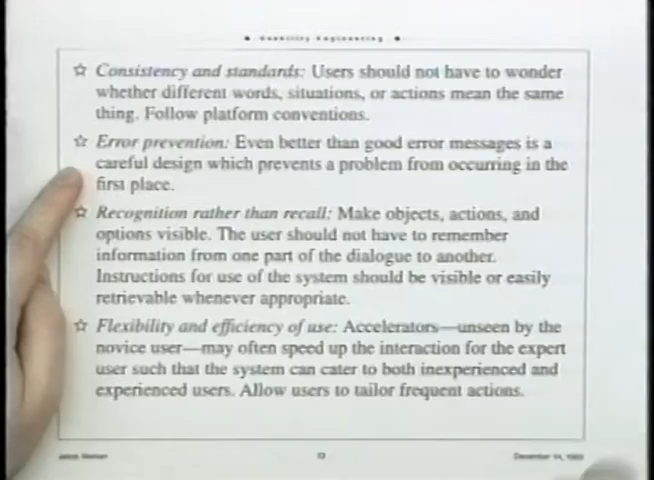 Usability Engineering
☆ Consistency and standards: Users should not have to wonder
whether different words, situations, or actions mean the same
thing. Follow platform conventions.
☆ Error prevention: Even better than good error messages is a
careful design which prevents a problem from occurring in the
first place.
☆ Recognition rather than recall: Make objects, actions, and
options visible. The user should not have to remember
information from one part of the dialogue to another.
Instructions for use of the system should be visible or easily
retrievable whenever appropriate.
☆ Flexibility and efficiency of use: Accelerators—unseen by the
novice user—may often speed up the interaction for the expert
user such that the system can cater to both inexperienced and
experienced users. Allow users to tailor frequent actions.
December 14,